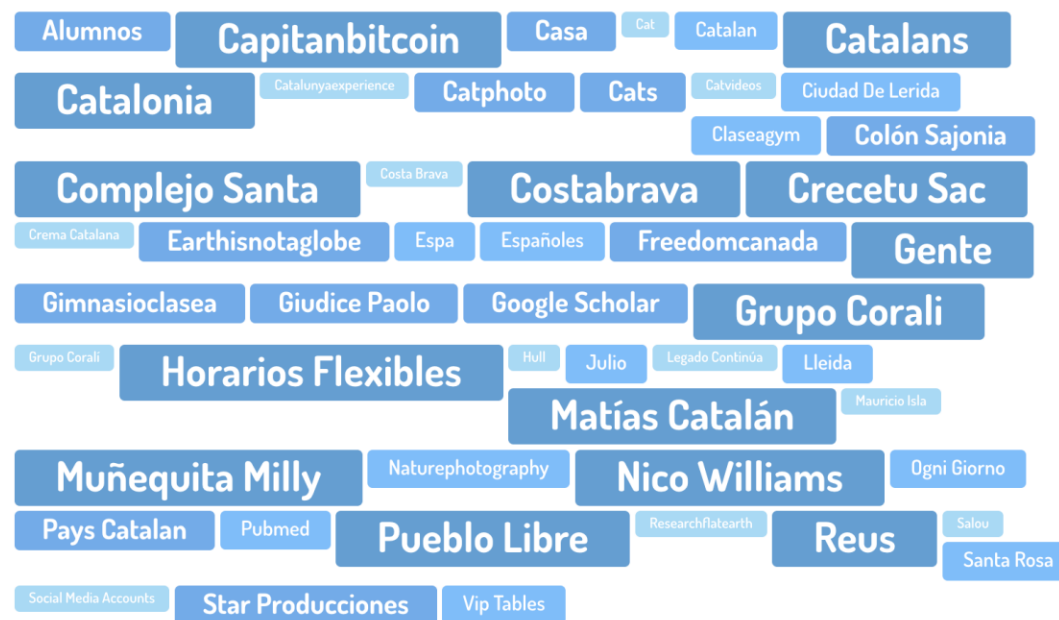 Alumnos Capitanbitcoin Casa Cat Catalan Catalans
Catalonia Catalunyaexperience Catphoto Cats Catvideos Ciudad De Lerida
Claseagym Colón Sajonia
Complejo Santa Costa Brava Costabrava Crecetu Sac
Crema Catalana Earthisnotaglobe Espa Españoles Freedomcanada Gente
Gimnasioclasea Giudice Paolo Google Scholar Grupo Corali
Grupo Coralí Horarios Flexibles Hull Julio Legado Continúa Lleida
Matías Catalán Mauricio Isla
Muñequita Milly Naturephotography Nico Williams Ogni Giorno
Pays Catalan Pubmed Pueblo Libre Researchflatearth Reus Salou
Santa Rosa
Social Media Accounts Star Producciones Vip Tables